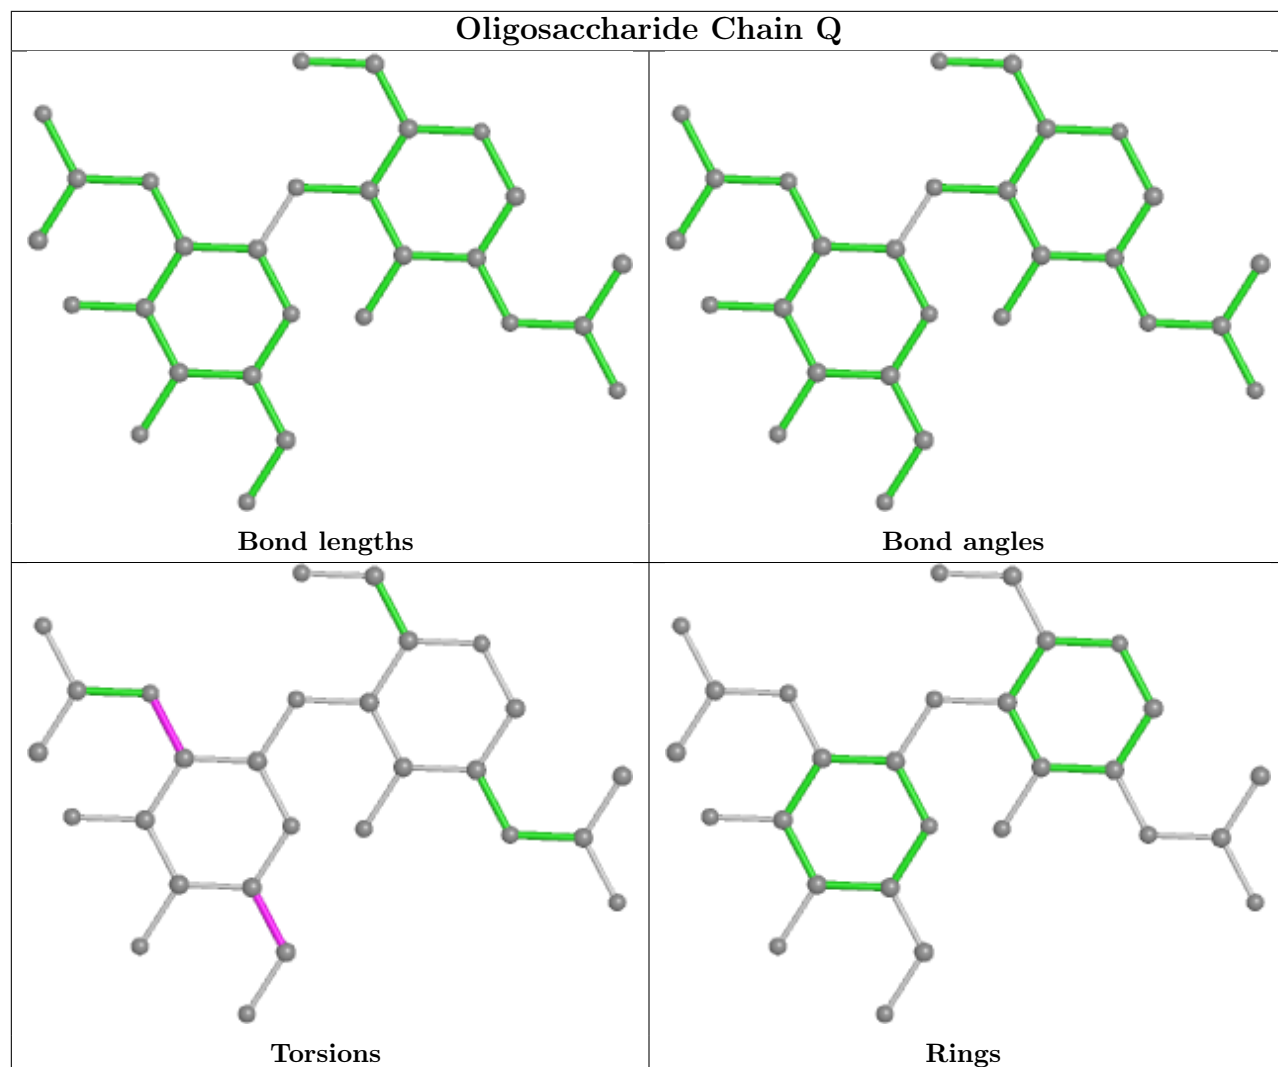 Oligosaccharide Chain Q
Bond lengths
Bond angles
Torsions
Rings